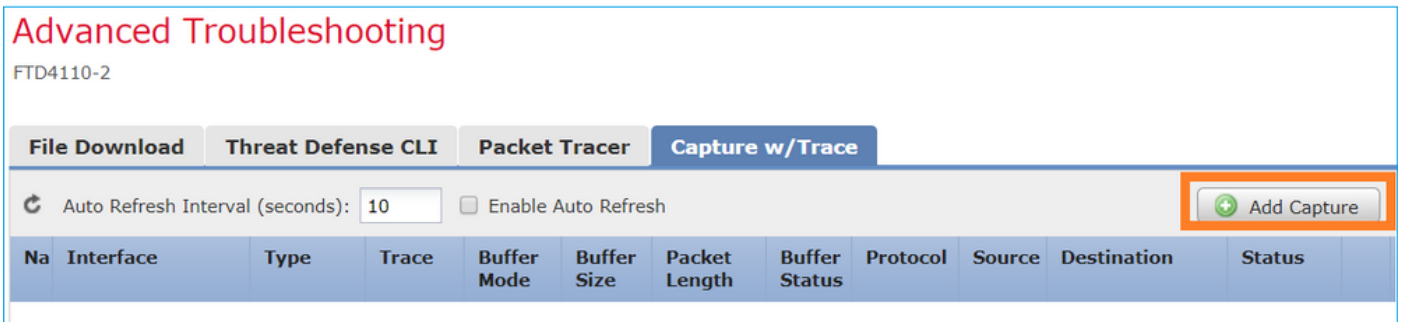 Advanced Troubleshooting
FTD4110-2
File Download Threat Defense CLI Packet Tracer Capture w/Trace
Auto Refresh Interval (seconds): 10 Enable Auto Refresh Add Capture
Na Interface Type Trace Buffer Mode Buffer Size Packet Length Buffer Status Protocol Source Destination Status